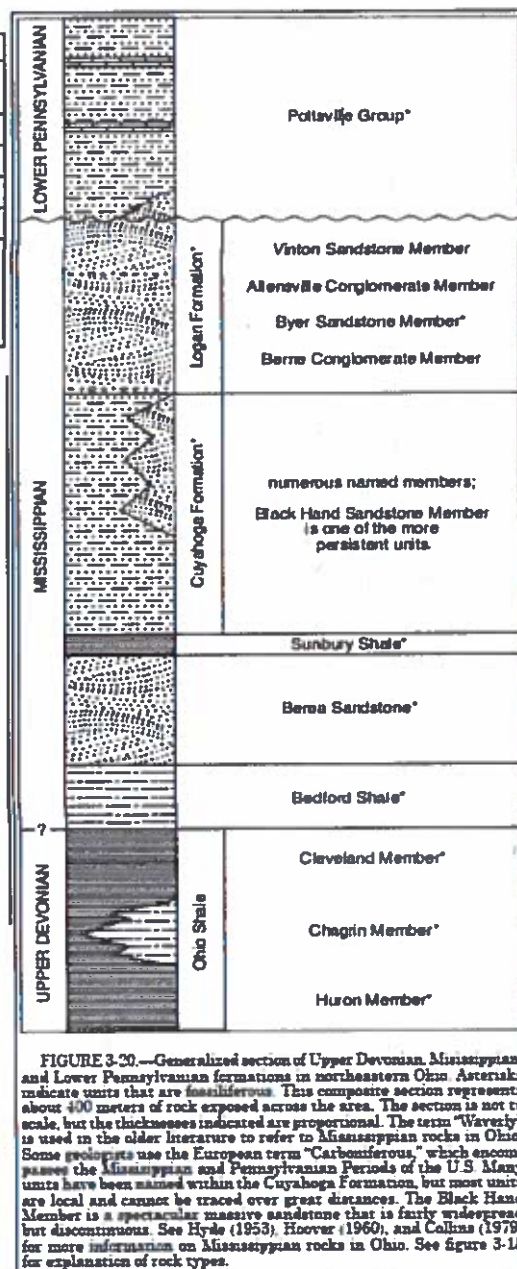 LOWER PENNSYLVANIAN
Pottsville Group*
MISSISSIPPIAN
Logan Formation*
Vinton Sandstone Member
Allensville Conglomerate Member
Byer Sandstone Member*
Berne Conglomerate Member
Cuyahoga Formation*
numerous named members;
Black Hand Sandstone Member
is one of the more
persistent units.
Sunbury Shale*
Berea Sandstone*
Bedford Shale*
?
UPPER DEVONIAN
Ohio Shale
Cleveland Member*
Chagrin Member*
Huron Member*
FIGURE 3-20.—Generalized section of Upper Devonian, Mississippian
and Lower Pennsylvanian formations in northeastern Ohio. Asterisk
indicate units that are fossiliferous. This composite section represent
about 400 meters of rock exposed across the area. The section is not t
scale, but the thicknesses indicated are proportional. The term "Waverly
is used in the older literature to refer to Mississippian rocks in Ohio
Some geologists use the European term "Carboniferous," which encom
passes the Mississippian and Pennsylvanian Periods of the U.S. Many
units have been named within the Cuyahoga Formation, but most unit
are local and cannot be traced over great distances. The Black Hand
Member is a spectacular massive sandstone that is fairly widespread
but discontinuous. See Hyde (1953), Hoover (1960), and Collins (1979
for more information on Mississippian rocks in Ohio. See figure
for explanation of rock types.